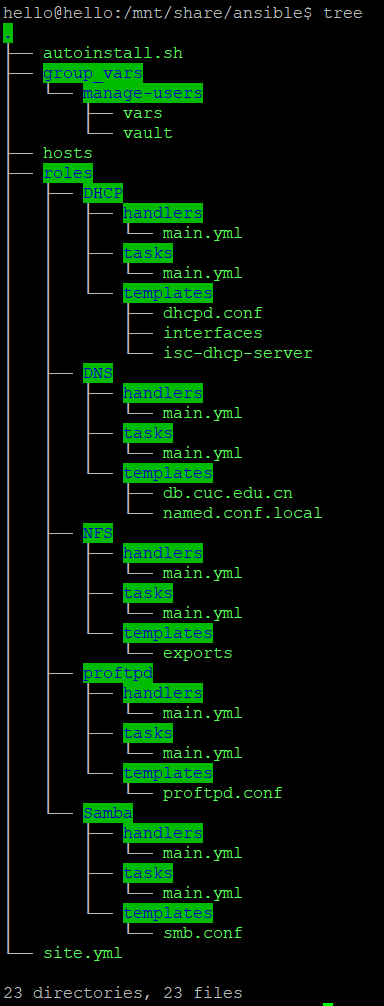 hello@hello:/mnt/share/ansible$ tree
.
├── autoinstall.sh
├── group_vars
│   └── manage-users
│       ├── vars
│       └── vault
├── hosts
├── roles
│   ├── DHCP
│   │   ├── handlers
│   │   │   └── main.yml
│   │   ├── tasks
│   │   │   └── main.yml
│   │   └── templates
│   │       ├── dhcpd.conf
│   │       ├── interfaces
│   │       └── isc-dhcp-server
│   ├── DNS
│   │   ├── handlers
│   │   │   └── main.yml
│   │   ├── tasks
│   │   │   └── main.yml
│   │   └── templates
│   │       ├── db.cuc.edu.cn
│   │       └── named.conf.local
│   ├── NFS
│   │   ├── handlers
│   │   │   └── main.yml
│   │   ├── tasks
│   │   │   └── main.yml
│   │   └── templates
│   │       └── exports
│   ├── proftpd
│   │   ├── handlers
│   │   │   └── main.yml
│   │   ├── tasks
│   │   │   └── main.yml
│   │   └── templates
│   │       └── proftpd.conf
│   └── Samba
│       ├── handlers
│       │   └── main.yml
│       ├── tasks
│       │   └── main.yml
│       └── templates
│           └── smb.conf
└── site.yml
23 directories, 23 files